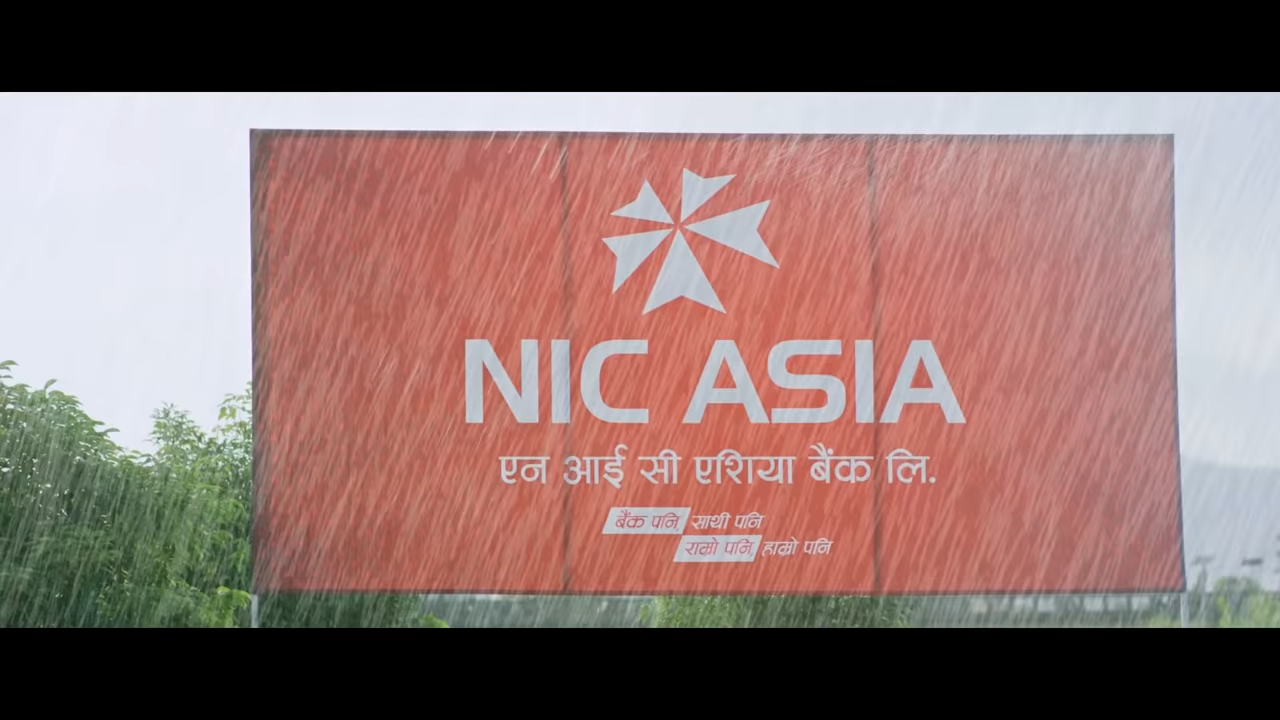 NIC ASIA
एन आई सी एशिया बैंक लि.
बैंक पनि, साथी पनि
राम्रो पनि, हाम्रो पनि